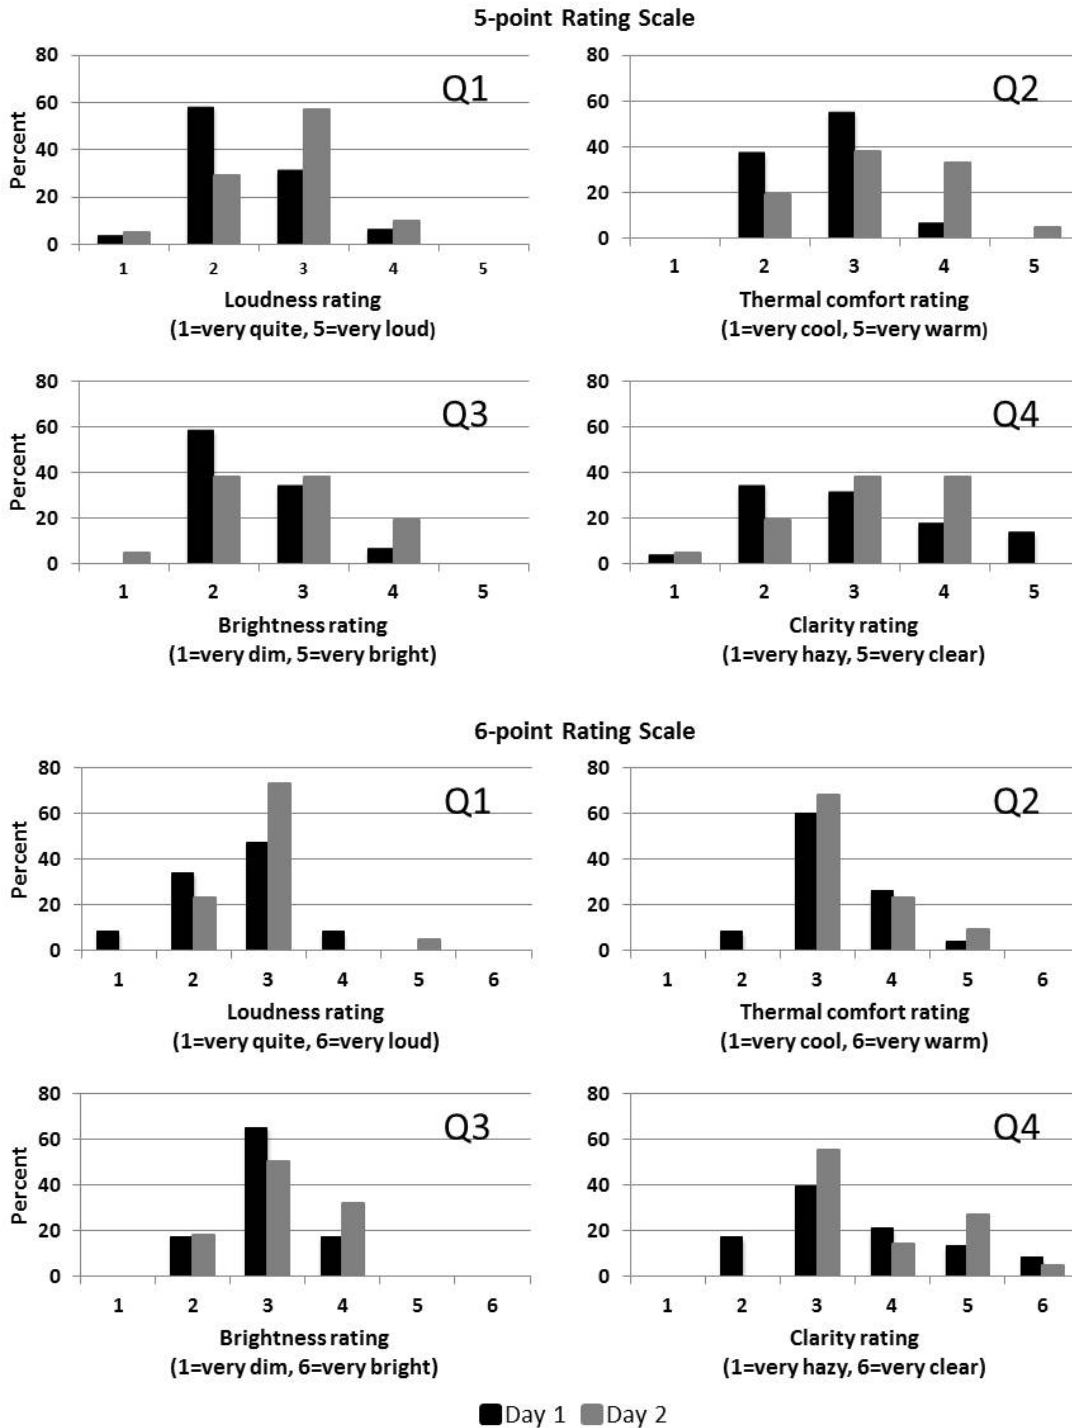 5-point Rating Scale
80
60
40
20
0
Percent
Q1
1 2 3 4 5
Loudness rating
(1=very quite, 5=very loud)
80
60
40
20
0
Q2
1 2 3 4 5
Thermal comfort rating
(1=very cool, 5=very warm)
80
60
40
20
0
Percent
Q3
1 2 3 4 5
Brightness rating
(1=very dim, 5=very bright)
80
60
40
20
0
Q4
1 2 3 4 5
Clarity rating
(1=very hazy, 5=very clear)
6-point Rating Scale
80
60
40
20
0
Percent
Q1
1 2 3 4 5 6
Loudness rating
(1=very quite, 6=very loud)
80
60
40
20
0
Q2
1 2 3 4 5 6
Thermal comfort rating
(1=very cool, 6=very warm)
80
60
40
20
0
Percent
Q3
1 2 3 4 5 6
Brightness rating
(1=very dim, 6=very bright)
80
60
40
20
0
Q4
1 2 3 4 5 6
Clarity rating
(1=very hazy, 6=very clear)
Day 1 Day 2